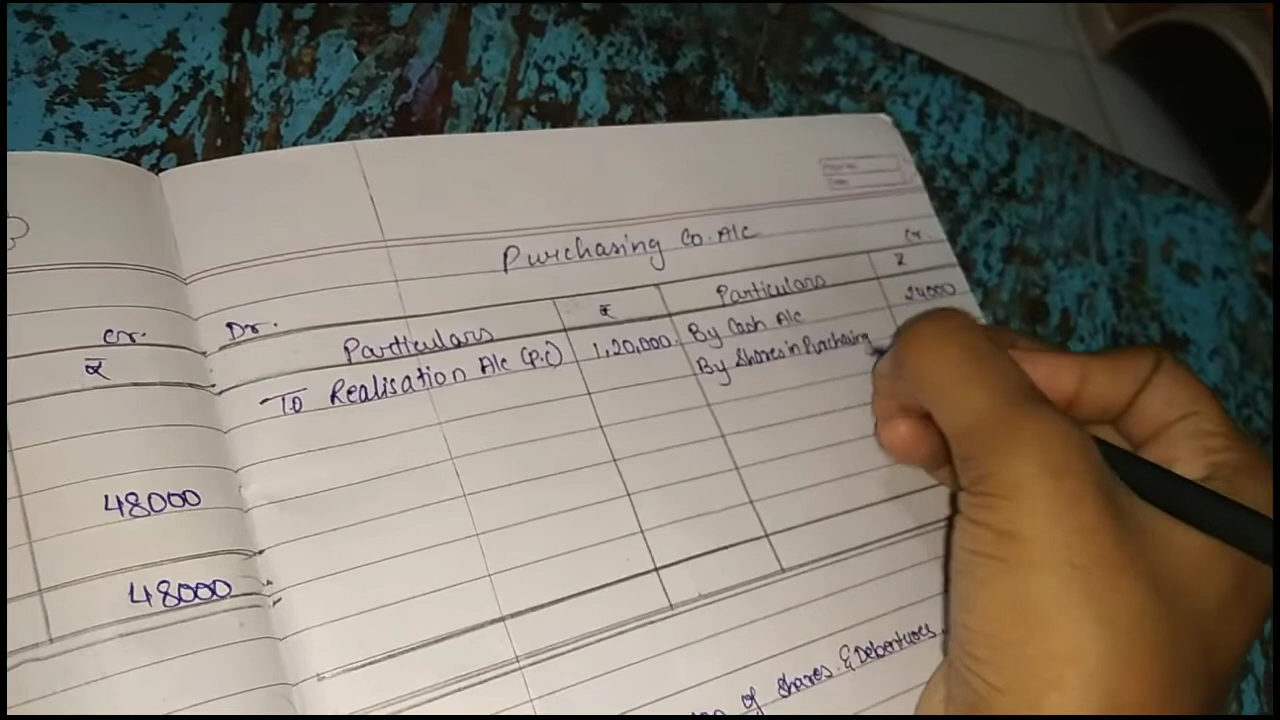 Cr.
₹
48000
48000
Purchasing Co. A/c
Dr.
Cr.
Particulars ₹ Particulars ₹
To Realisation A/c (P.C) 1,20,000. By Cash A/c 24000
By Shares in Purchasing
of Shares & Debentures